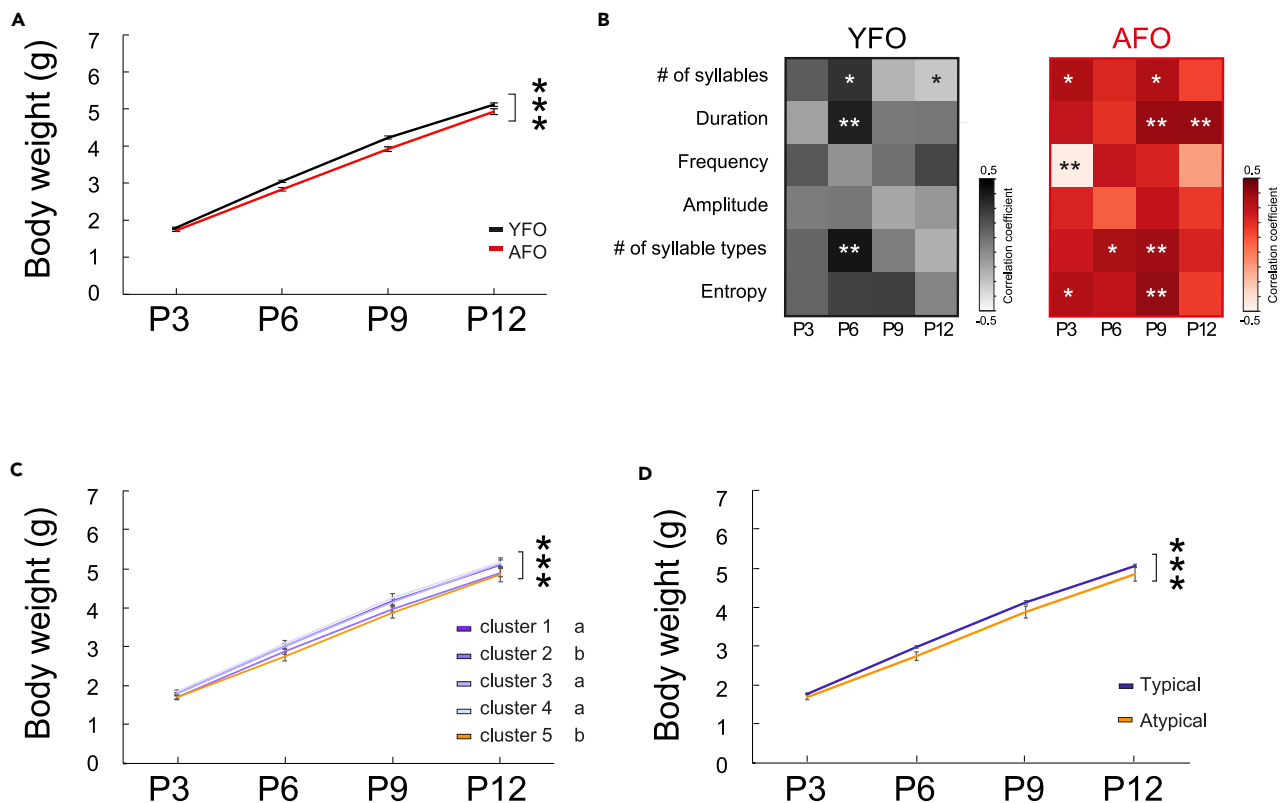 A
Body weight (g)
7
6
5
4
3
2
1
0
P3 P6 P9 P12
***
YFO
AFO
B
YFO AFO
# of syllables
Duration
Frequency
Amplitude
# of syllable types
Entropy
* *
**
**
P3 P6 P9 P12
0.5
Correlation coefficient
-0.5
* *
** **
**
* **
* **
P3 P6 P9 P12
0.5
Correlation coefficient
-0.5
C
Body weight (g)
7
6
5
4
3
2
1
0
P3 P6 P9 P12
***
cluster 1 a
cluster 2 b
cluster 3 a
cluster 4 a
cluster 5 b
D
Body weight (g)
7
6
5
4
3
2
1
0
P3 P6 P9 P12
***
Typical
Atypical